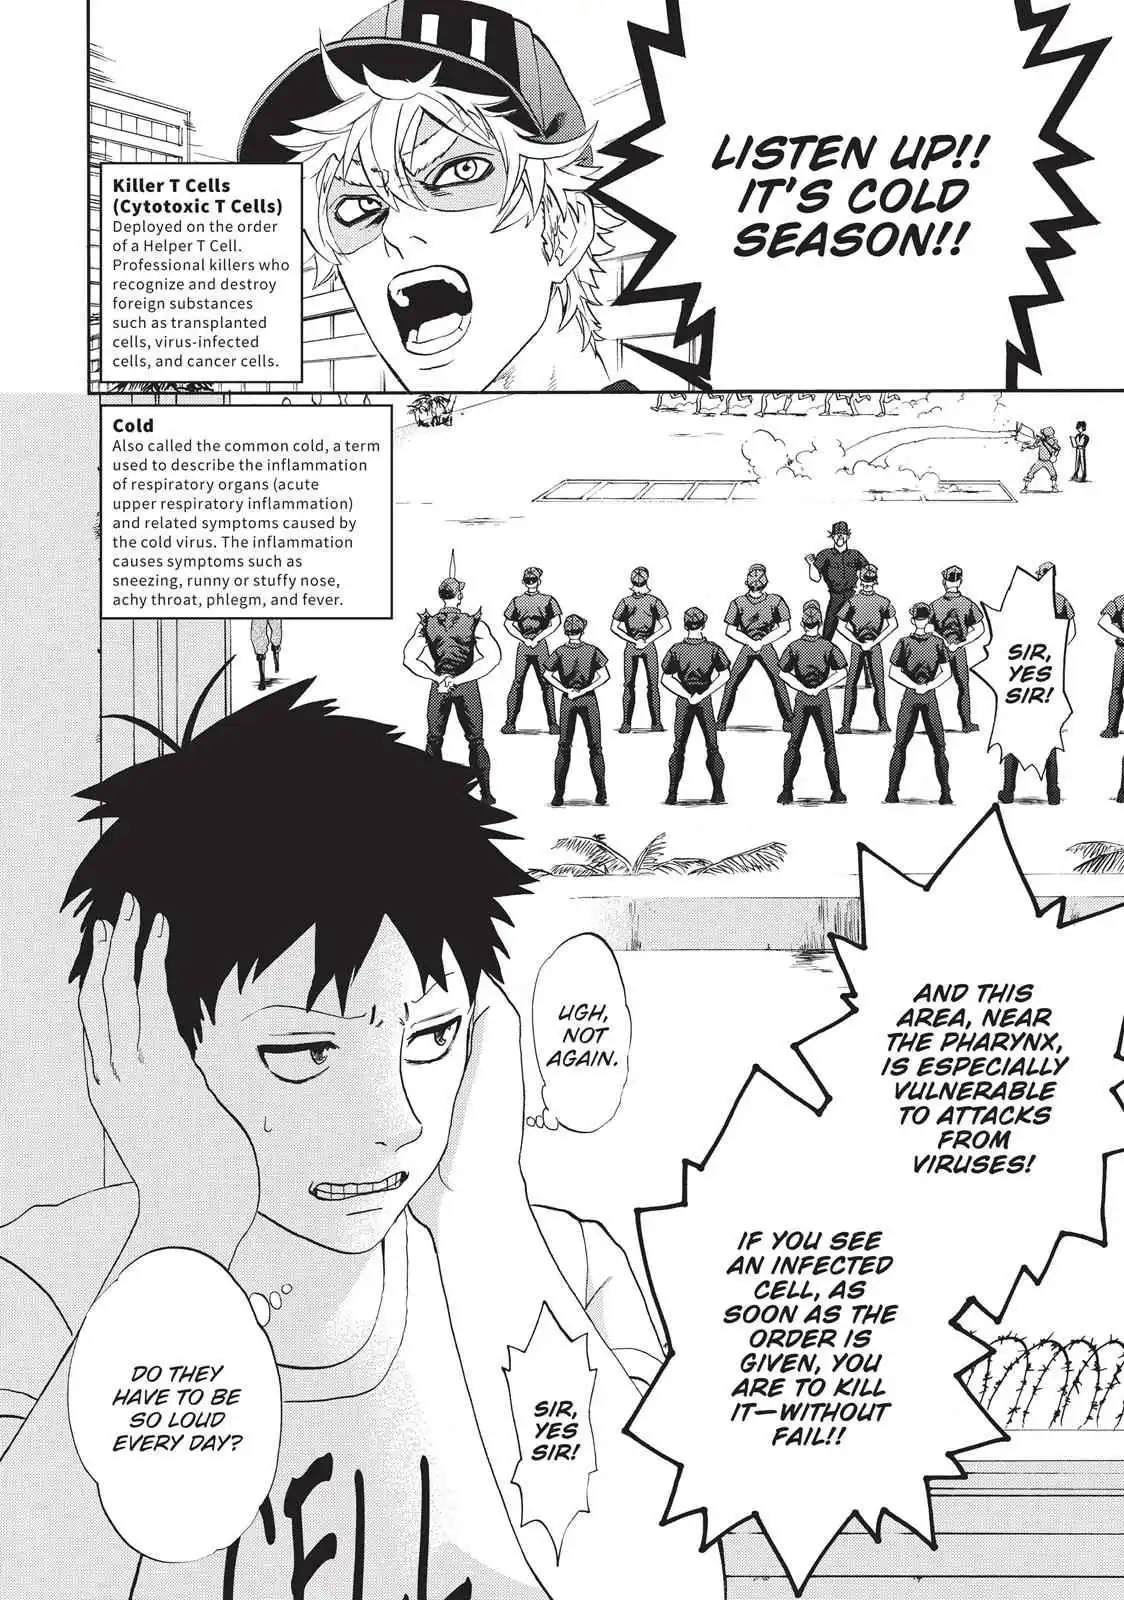 LISTEN UP!!
IT'S COLD
SEASON!!
Killer T Cells
(Cytotoxic T Cells)
Deployed on the order
of a Helper T Cell.
Professional killers who
recognize and destroy
foreign substances
such as transplanted
cells, virus-infected
cells, and cancer cells.
Cold
Also called the common cold, a term
used to describe the inflammation
of respiratory organs (acute
upper respiratory inflammation)
and related symptoms caused by
the cold virus. The inflammation
causes symptoms such as
sneezing, runny or stuffy nose,
achy throat, phlegm, and fever.
SIR,
YES
SIR!
AND THIS
AREA, NEAR
THE PHARYNX,
IS ESPECIALLY
VULNERABLE
TO ATTACKS
FROM
VIRUSES!
IF YOU SEE
AN INFECTED
CELL, AS
SOON AS THE
ORDER IS
GIVEN, YOU
ARE TO KILL
IT—WITHOUT
FAIL!!
UGH,
NOT
AGAIN.
SIR,
YES
SIR!
DO THEY
HAVE TO BE
SO LOUD
EVERY DAY?
CELL